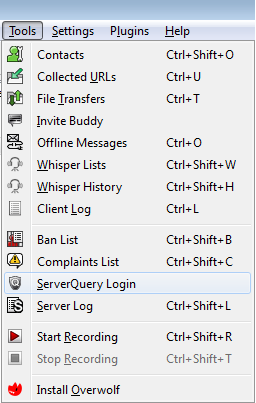 Tools Settings Plugins Help
Contacts Ctrl+Shift+O
Collected URLs Ctrl+U
File Transfers Ctrl+T
Invite Buddy
Offline Messages Ctrl+O
Whisper Lists Ctrl+Shift+W
Whisper History Ctrl+Shift+H
Client Log Ctrl+L
Ban List Ctrl+Shift+B
Complaints List Ctrl+Shift+C
ServerQuery Login
Server Log Ctrl+Shift+L
Start Recording Ctrl+Shift+R
Stop Recording Ctrl+Shift+T
Install Overwolf